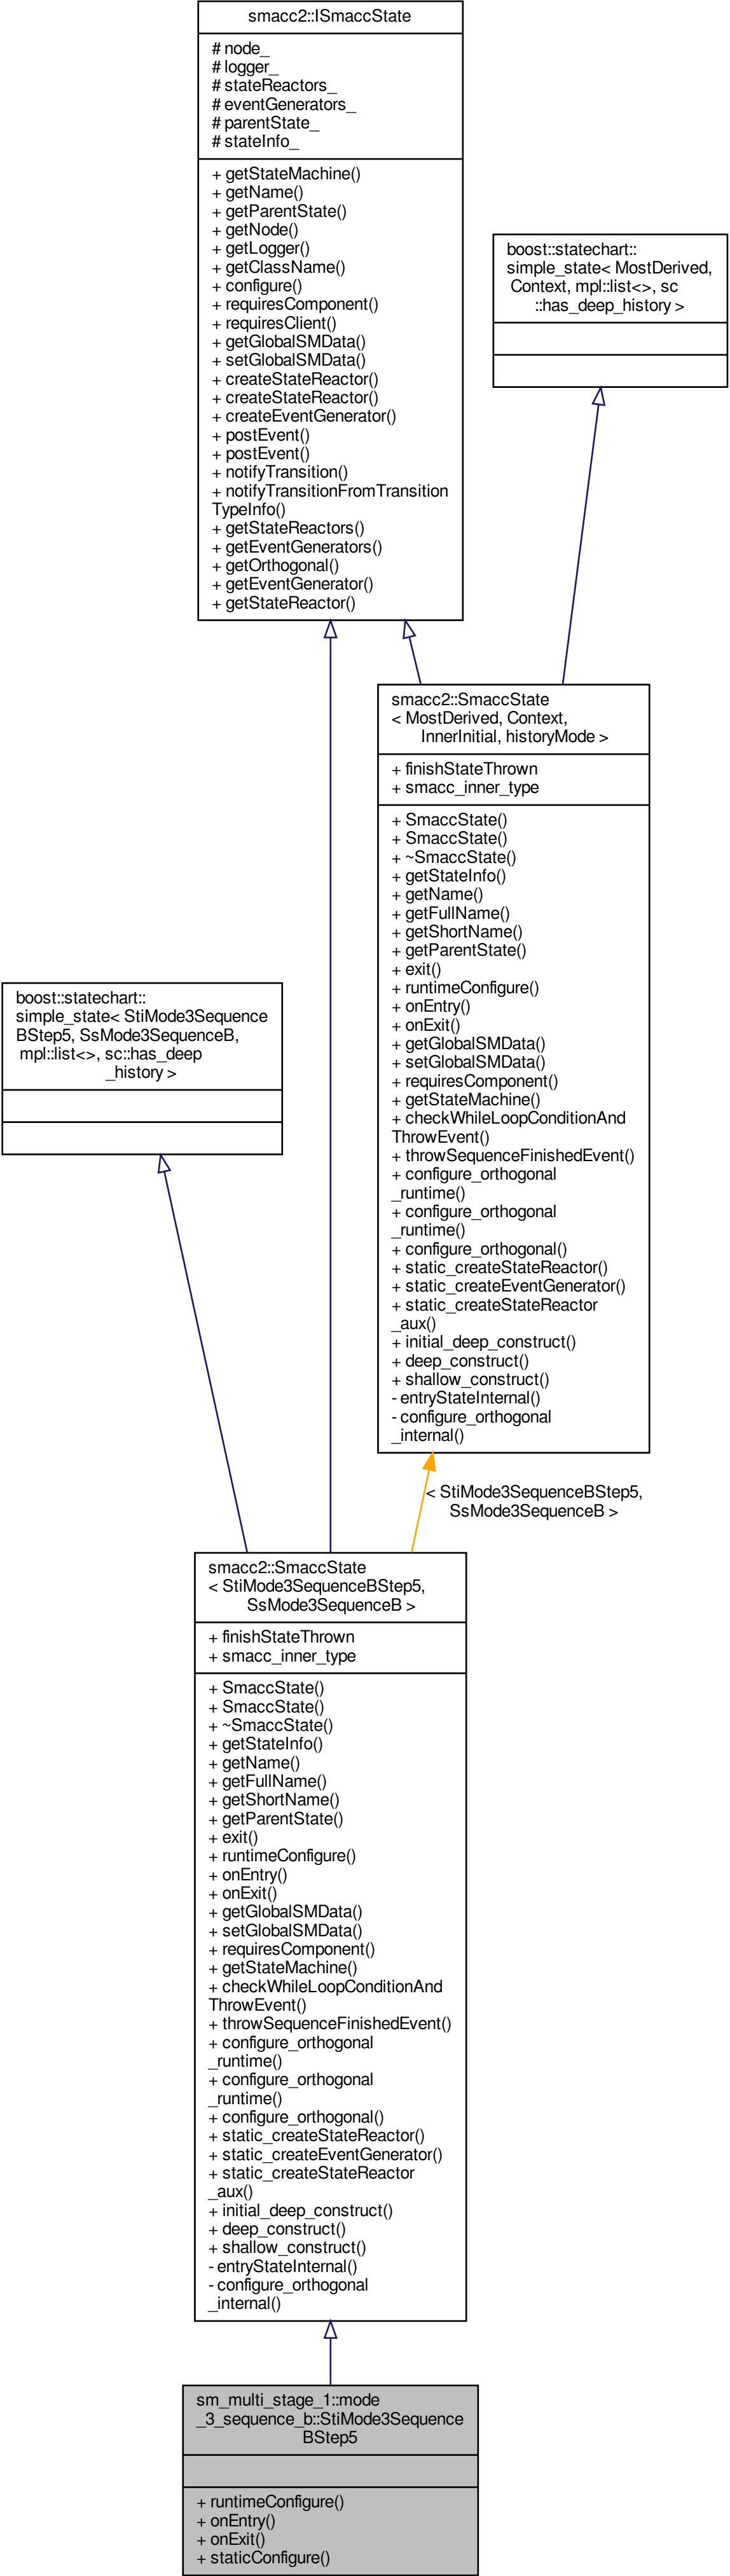 smacc2::ISmaccState
# node_
# logger_
# stateReactors_
# eventGenerators_
# parentState_
# stateInfo_
+ getStateMachine()
+ getName()
+ getParentState()
+ getNode()
+ getLogger()
+ getClassName()
+ configure()
+ requiresComponent()
+ requiresClient()
+ getGlobalSMData()
+ setGlobalSMData()
+ createStateReactor()
+ createStateReactor()
+ createEventGenerator()
+ postEvent()
+ postEvent()
+ notifyTransition()
+ notifyTransitionFromTransition
TypeInfo()
+ getStateReactors()
+ getEventGenerators()
+ getOrthogonal()
+ getEventGenerator()
+ getStateReactor()
boost::statechart::
simple_state< MostDerived,
Context, mpl::list<>, sc
::has_deep_history >
smacc2::SmaccState
< MostDerived, Context,
InnerInitial, historyMode >
+ finishStateThrown
+ smacc_inner_type
+ SmaccState()
+ SmaccState()
+ ~SmaccState()
+ getStateInfo()
+ getName()
+ getFullName()
+ getShortName()
+ getParentState()
+ exit()
+ runtimeConfigure()
+ onEntry()
+ onExit()
+ getGlobalSMData()
+ setGlobalSMData()
+ requiresComponent()
+ getStateMachine()
+ checkWhileLoopConditionAnd
ThrowEvent()
+ throwSequenceFinishedEvent()
+ configure_orthogonal
_runtime()
+ configure_orthogonal
_runtime()
+ configure_orthogonal()
+ static_createStateReactor()
+ static_createEventGenerator()
+ static_createStateReactor
_aux()
+ initial_deep_construct()
+ deep_construct()
+ shallow_construct()
- entryStateInternal()
- configure_orthogonal
_internal()
boost::statechart::
simple_state< StiMode3Sequence
BStep5, SsMode3SequenceB,
mpl::list<>, sc::has_deep
_history >
< StiMode3SequenceBStep5,
SsMode3SequenceB >
smacc2::SmaccState
< StiMode3SequenceBStep5,
SsMode3SequenceB >
+ finishStateThrown
+ smacc_inner_type
+ SmaccState()
+ SmaccState()
+ ~SmaccState()
+ getStateInfo()
+ getName()
+ getFullName()
+ getShortName()
+ getParentState()
+ exit()
+ runtimeConfigure()
+ onEntry()
+ onExit()
+ getGlobalSMData()
+ setGlobalSMData()
+ requiresComponent()
+ getStateMachine()
+ checkWhileLoopConditionAnd
ThrowEvent()
+ throwSequenceFinishedEvent()
+ configure_orthogonal
_runtime()
+ configure_orthogonal
_runtime()
+ configure_orthogonal()
+ static_createStateReactor()
+ static_createEventGenerator()
+ static_createStateReactor
_aux()
+ initial_deep_construct()
+ deep_construct()
+ shallow_construct()
- entryStateInternal()
- configure_orthogonal
_internal()
sm_multi_stage_1::mode
_3_sequence_b::StiMode3Sequence
BStep5
+ runtimeConfigure()
+ onEntry()
+ onExit()
+ staticConfigure()